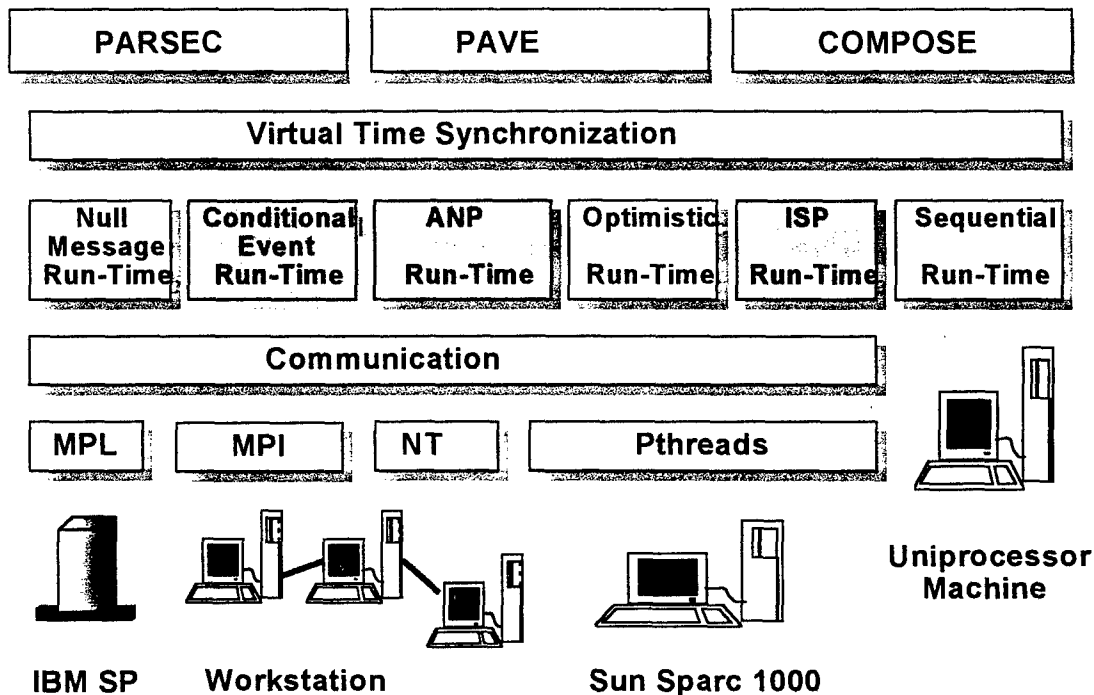 PARSEC
PAVE
COMPOSE
Virtual Time Synchronization
Null
Message
Run-Time
Conditional
Event
Run-Time
ANP
Run-Time
Optimistic
Run-Time
ISP
Run-Time
Sequential
Run-Time
Communication
MPL
MPI
NT
Pthreads
Uniprocessor
Machine
IBM SP
Workstation
Sun Sparc 1000